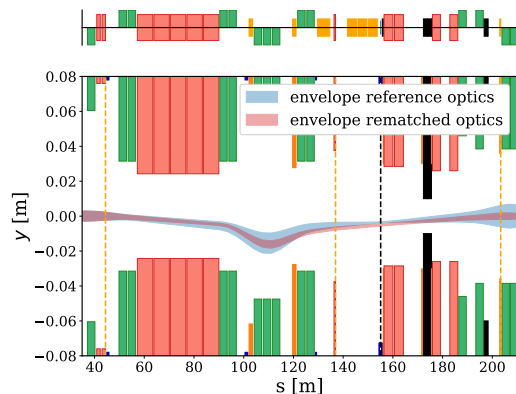 0.08
0.06
0.04
0.02
0.00
−0.02
−0.04
−0.06
−0.08
y [m]
envelope reference optics
envelope rematched optics
40 60 80 100 120 140 160 180 200
s [m]